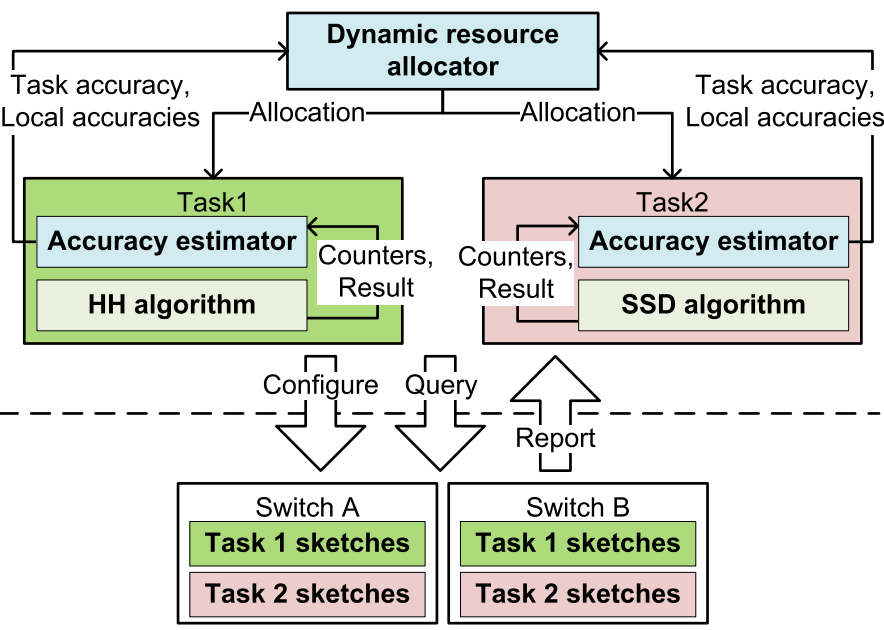 Dynamic resource
allocator
Task accuracy,
Local accuracies
Allocation
Allocation
Task accuracy,
Local accuracies
Task1
Accuracy estimator
HH algorithm
Counters,
Result
Task2
Accuracy estimator
SSD algorithm
Counters,
Result
Configure
Query
Report
Switch A
Task 1 sketches
Task 2 sketches
Switch B
Task 1 sketches
Task 2 sketches